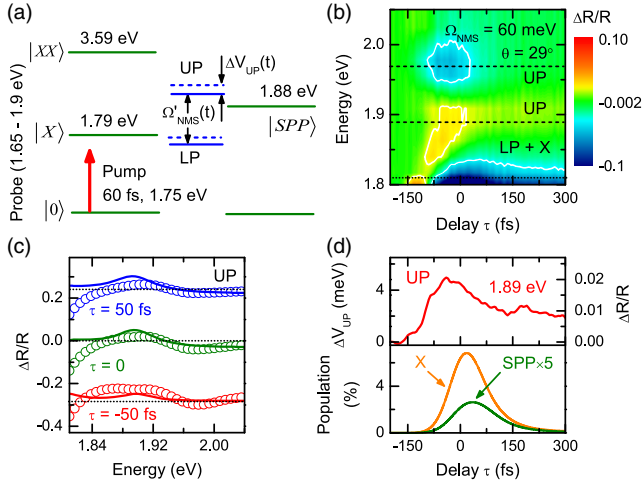 (a)
3.59 eV
|XX⟩
UP
ΔV_UP(t)
1.88 eV
Ω'_NMS(t)
|SPP⟩
1.79 eV
|X⟩
LP
Pump
60 fs, 1.75 eV
|0⟩
Probe (1.65 - 1.9 eV)
(b)
Ω_NMS = 60 meV
θ = 29°
UP
UP
LP + X
Energy (eV)
2.0
1.9
1.8
-150 0 150 300
Delay τ (fs)
ΔR/R
0.10
-0.002
-0.1
(c)
UP
τ = 50 fs
τ = 0
τ = -50 fs
ΔR/R
0.2
0.0
-0.2
-0.4
1.84 1.92 2.00
Energy (eV)
(d)
UP
1.89 eV
ΔV_UP (meV)
4
2
0
0.02
0.01
0.00
ΔR/R
X
SPP×5
Population
(%)
4
0
-150 0 150 300
Delay τ (fs)